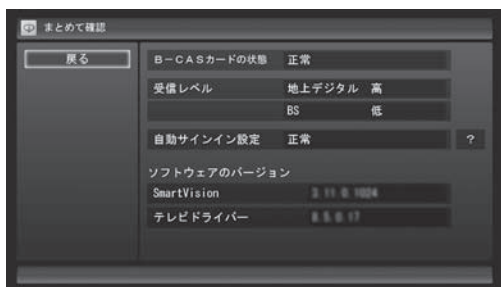 まとめて確認
戻る
B-CASカードの状態 正常
受信レベル 地上デジタル 高
BS 低
自動サインイン設定 正常 ?
ソフトウェアのバージョン
SmartVision
テレビドライバー